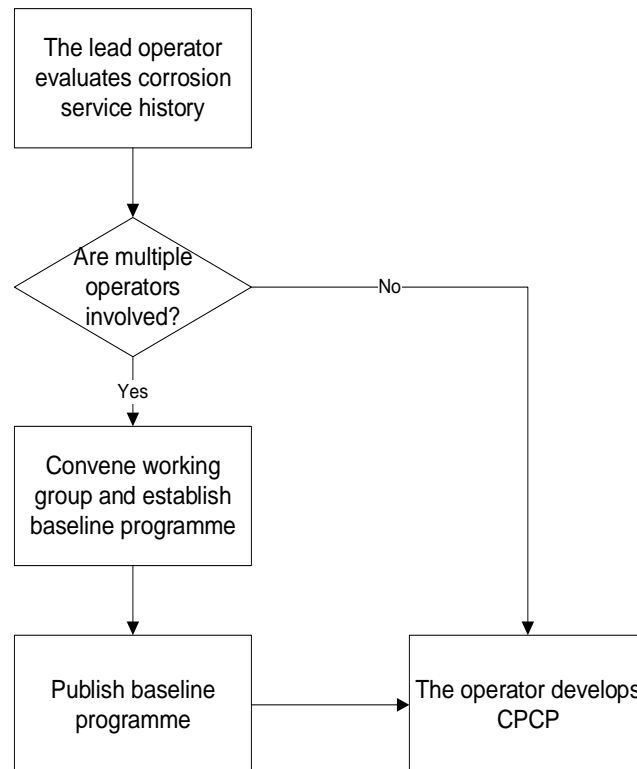 The lead operator
evaluates corrosion
service history
Are multiple
operators
involved?
No
Yes
Convene working
group and establish
baseline programme
Publish baseline
programme
The operator develops
CPCP